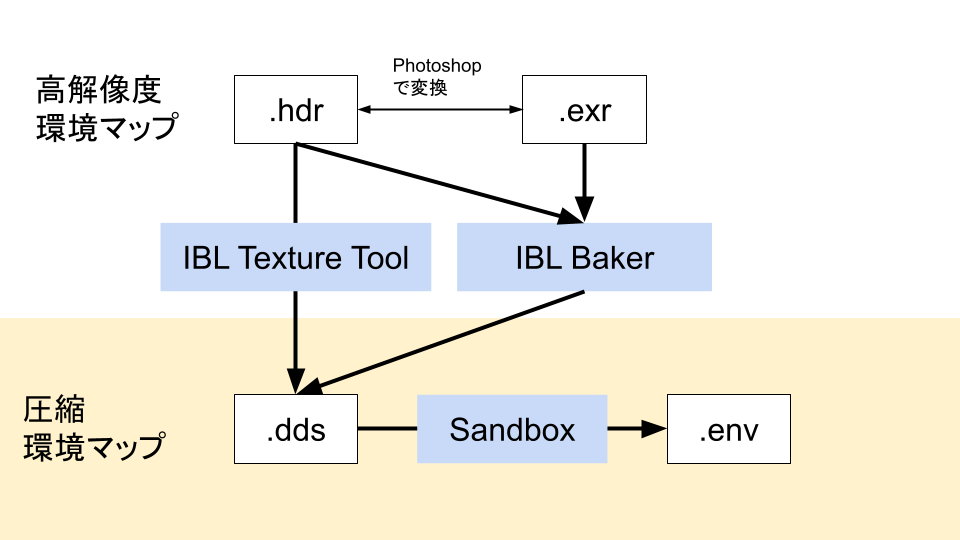 高解像度
環境マップ
.hdr
Photoshop
で変換
.exr
IBL Texture Tool
IBL Baker
圧縮
環境マップ
.dds
Sandbox
.env